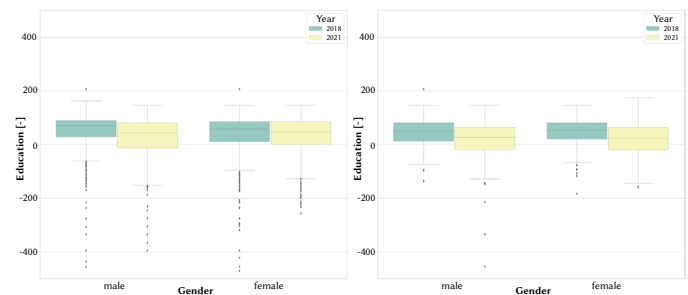 Year
2018
2021
400
200
0
-200
-400
Education [-]
male
female
Gender
Year
2018
2021
400
200
0
-200
-400
Education [-]
male
female
Gender